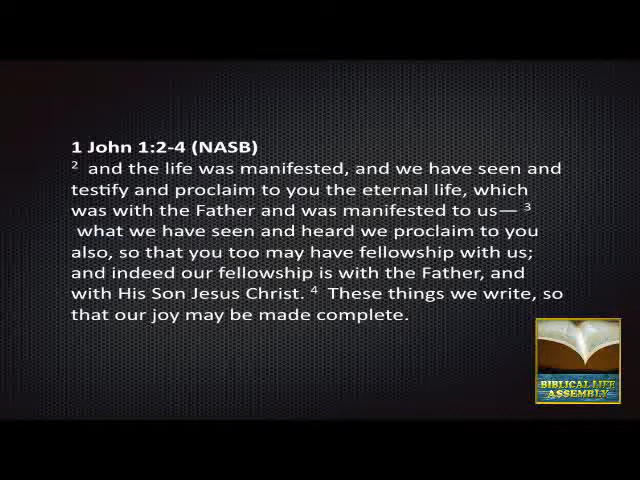 1 John 1:2-4 (NASB)
2 and the life was manifested, and we have seen and
testify and proclaim to you the eternal life, which
was with the Father and was manifested to us— 3
what we have seen and heard we proclaim to you
also, so that you too may have fellowship with us;
and indeed our fellowship is with the Father, and
with His Son Jesus Christ. 4 These things we write, so
that our joy may be made complete.
BIBLICAL LIFE
ASSEMBLY